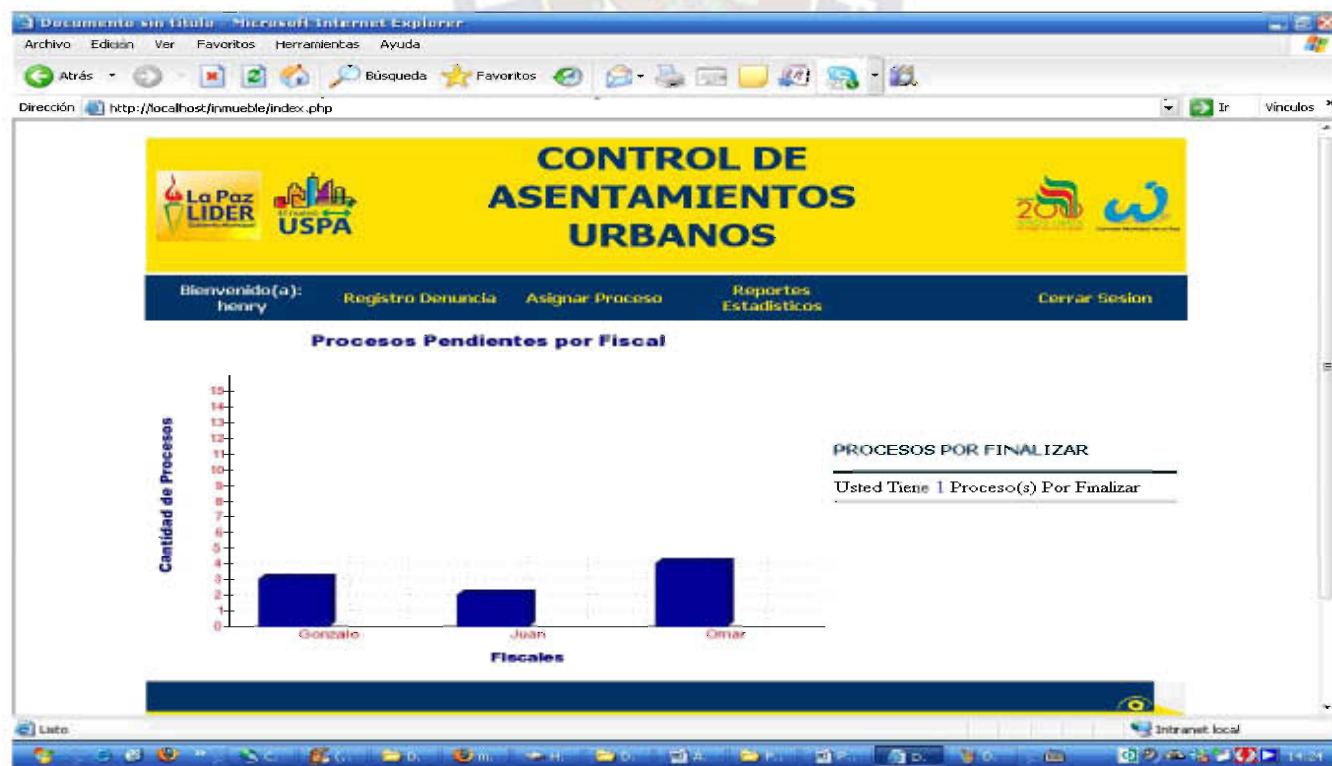 Documento sin título - Microsoft Internet Explorer
Archivo Edición Ver Favoritos Herramientas Ayuda
Atrás Búsqueda Favoritos
Dirección http://localhost/inmueble/index.php Ir Vínculos
La Paz
LIDER
USPA
CONTROL DE
ASENTAMIENTOS
URBANOS
Bienvenido(a):
henry
Registro Denuncia
Asignar Proceso
Reportes
Estadisticos
Cerrar Sesion
Procesos Pendientes por Fiscal
Cantidad de Procesos
15
14
13
12
11
10
9
8
7
6
5
4
3
2
1
0
Gonzalo Juan Omar
Fiscales
PROCESOS POR FINALIZAR
Usted Tiene 1 Proceso(s) Por Finalizar
Listo
Intranet local
14:24